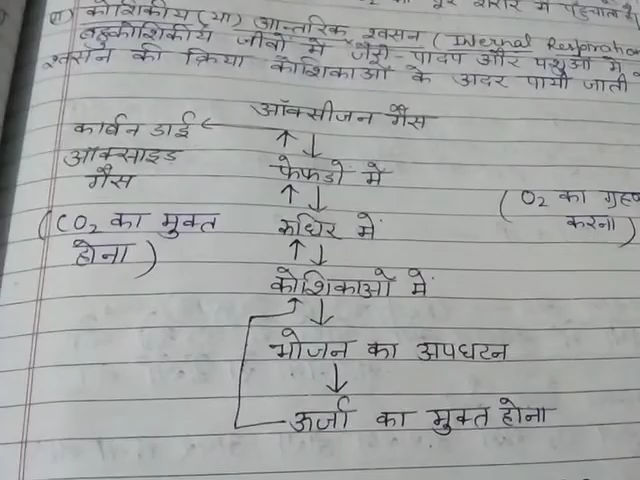 कोशिकीय (या) आन्तरिक श्वसन (Internal Respiration
बहुकोशिकीय जीवों में जैसे - पादप और पशुओं में
श्वसन की क्रिया कोशिकाओं के अंदर पायी जाती
ऑक्सीजन गैस
कार्बन डाई ←
↑ ↓
ऑक्साइड
गैस
फेफडो में
↑ ↓
(O₂ का ग्रहण
करना)
(CO₂ का मुक्त
होना)
रुधिर में
↑ ↓
कोशिकाओं में
↑ ↓
भोजन का अपघटन
↓
ऊर्जा का मुक्त होना